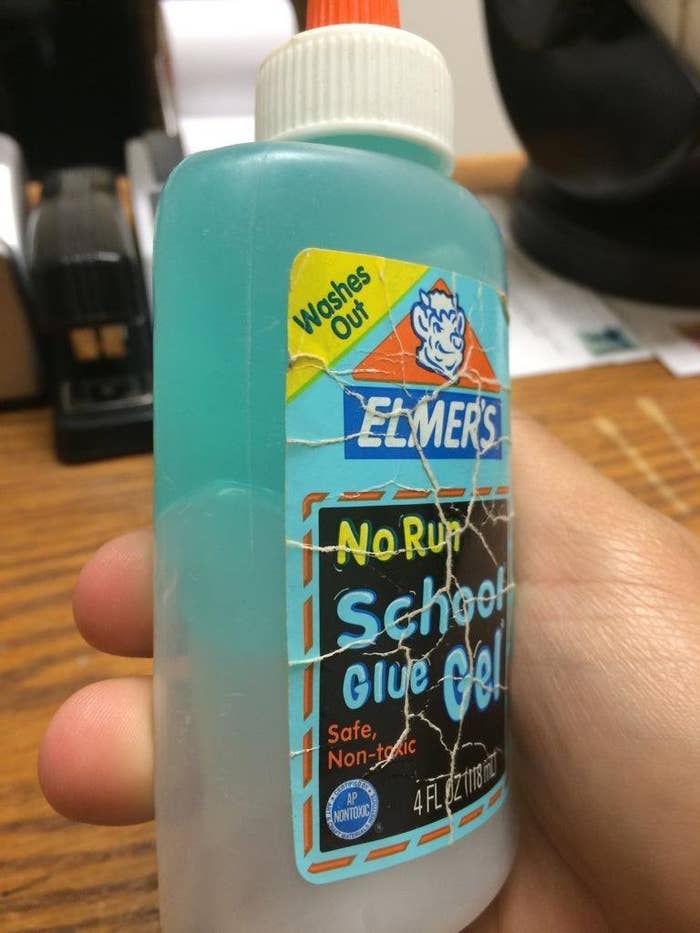 Washes
Out
ELMER'S
No Run
School
Glue Gel
Safe,
Non-toxic
AP
NONTOXIC
4 FL OZ (118 mL)